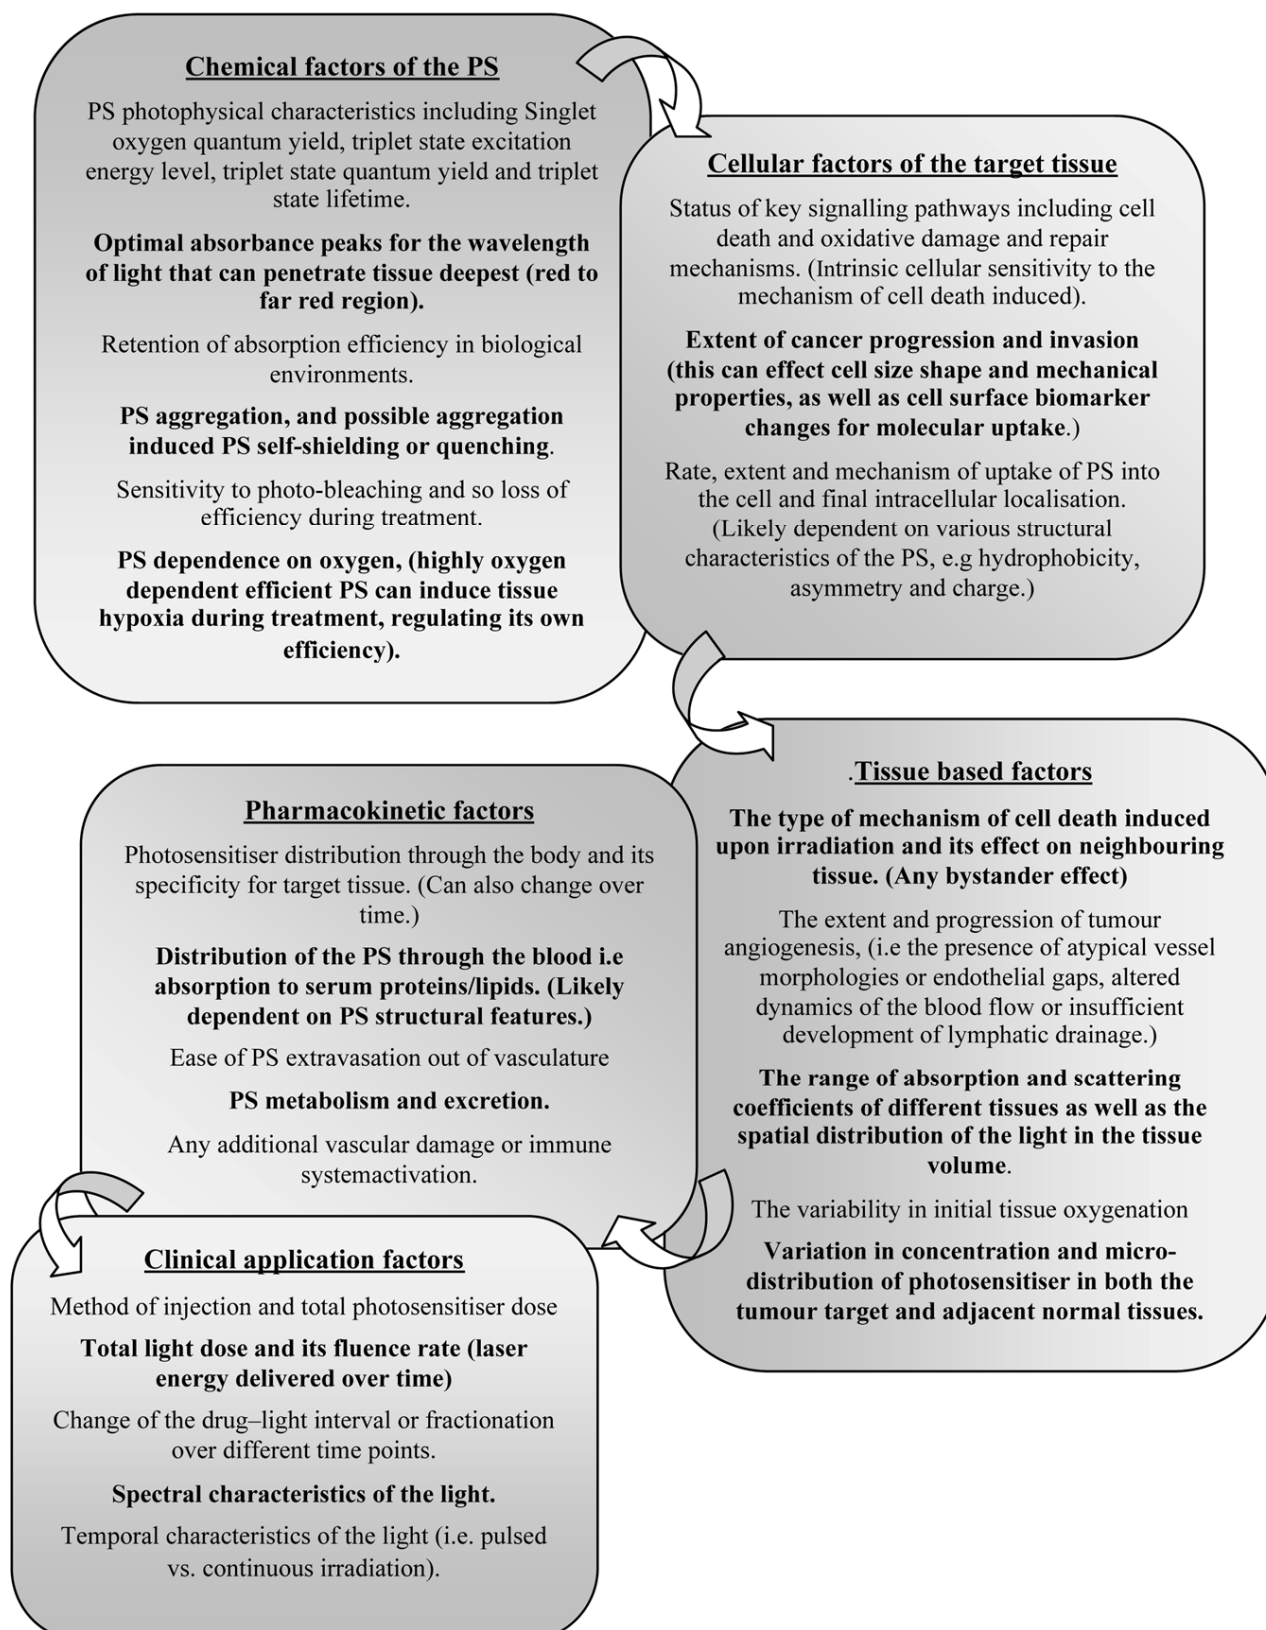 Chemical factors of the PS
PS photophysical characteristics including Singlet
oxygen quantum yield, triplet state excitation
energy level, triplet state quantum yield and triplet
state lifetime.
Optimal absorbance peaks for the wavelength
of light that can penetrate tissue deepest (red to
far red region).
Retention of absorption efficiency in biological
environments.
PS aggregation, and possible aggregation
induced PS self-shielding or quenching.
Sensitivity to photo-bleaching and so loss of
efficiency during treatment.
PS dependence on oxygen, (highly oxygen
dependent efficient PS can induce tissue
hypoxia during treatment, regulating its own
efficiency).
Cellular factors of the target tissue
Status of key signalling pathways including cell
death and oxidative damage and repair
mechanisms. (Intrinsic cellular sensitivity to the
mechanism of cell death induced).
Extent of cancer progression and invasion
(this can effect cell size shape and mechanical
properties, as well as cell surface biomarker
changes for molecular uptake.)
Rate, extent and mechanism of uptake of PS into
the cell and final intracellular localisation.
(Likely dependent on various structural
characteristics of the PS, e.g hydrophobicity,
asymmetry and charge.)
.Tissue based factors
The type of mechanism of cell death induced
upon irradiation and its effect on neighbouring
tissue. (Any bystander effect)
The extent and progression of tumour
angiogenesis, (i.e the presence of atypical vessel
morphologies or endothelial gaps, altered
dynamics of the blood flow or insufficient
development of lymphatic drainage.)
The range of absorption and scattering
coefficients of different tissues as well as the
spatial distribution of the light in the tissue
volume.
The variability in initial tissue oxygenation
Variation in concentration and micro-
distribution of photosensitiser in both the
tumour target and adjacent normal tissues.
Pharmacokinetic factors
Photosensitiser distribution through the body and its
specificity for target tissue. (Can also change over
time.)
Distribution of the PS through the blood i.e
absorption to serum proteins/lipids. (Likely
dependent on PS structural features.)
Ease of PS extravasation out of vasculature
PS metabolism and excretion.
Any additional vascular damage or immune
systemactivation.
Clinical application factors
Method of injection and total photosensitiser dose
Total light dose and its fluence rate (laser
energy delivered over time)
Change of the drug–light interval or fractionation
over different time points.
Spectral characteristics of the light.
Temporal characteristics of the light (i.e. pulsed
vs. continuous irradiation).